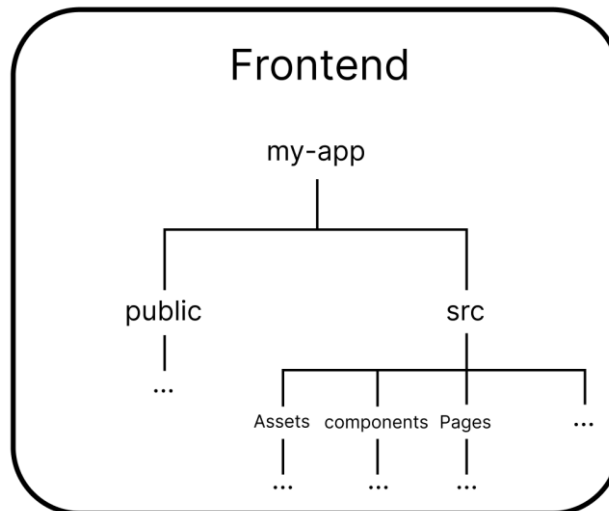 Frontend
my-app
public src
...
Assets components Pages ...
... ... ...